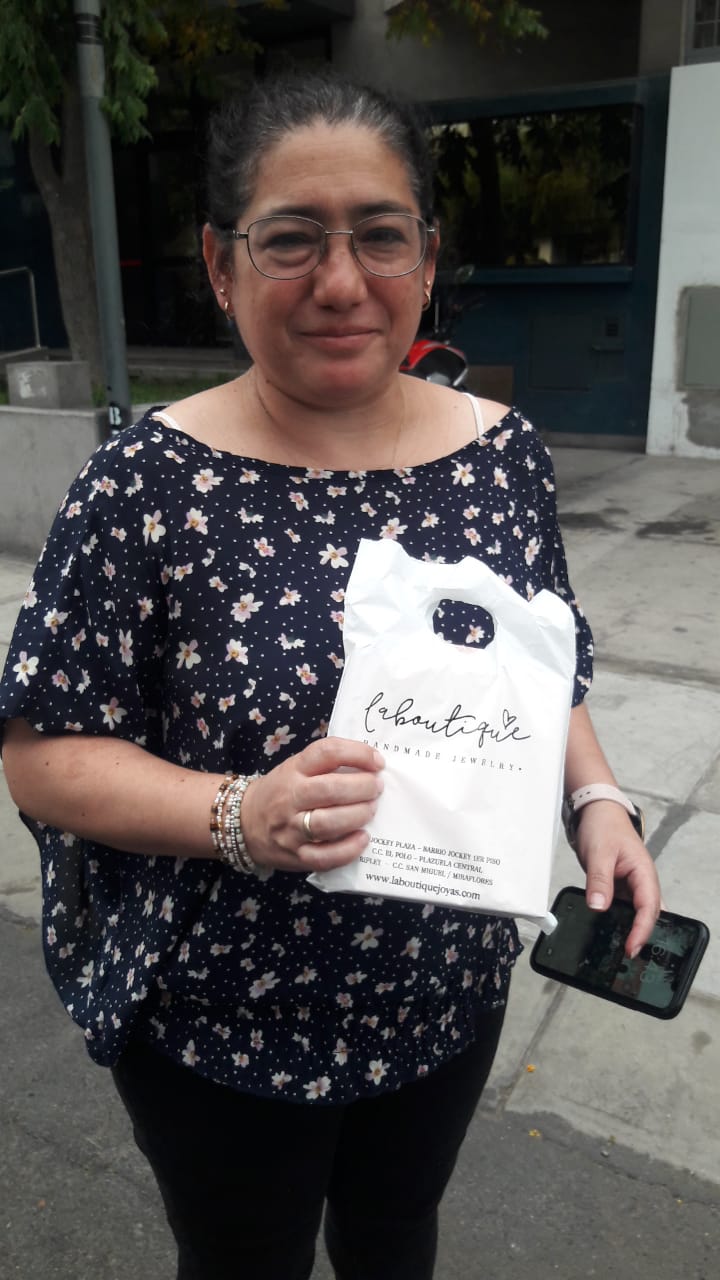 laboutique
HANDMADE JEWELRY.
JOCKEY PLAZA - BARRIO JOCKEY 1ER PISO
C.C. EL POLO - PLAZUELA CENTRAL
RIPLEY - C.C. SAN MIGUEL / MIRAFLORES
www.laboutiquejoyas.com